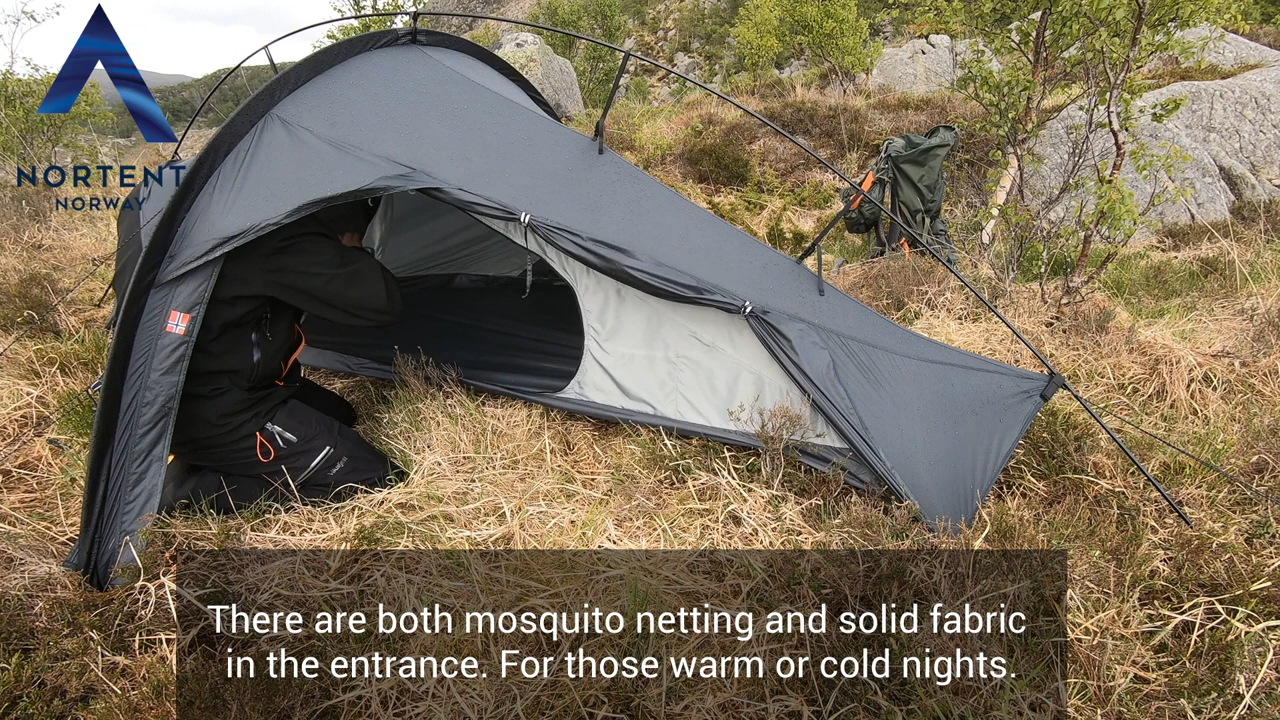 NORTENT
NORWAY
There are both mosquito netting and solid fabric
in the entrance. For those warm or cold nights.